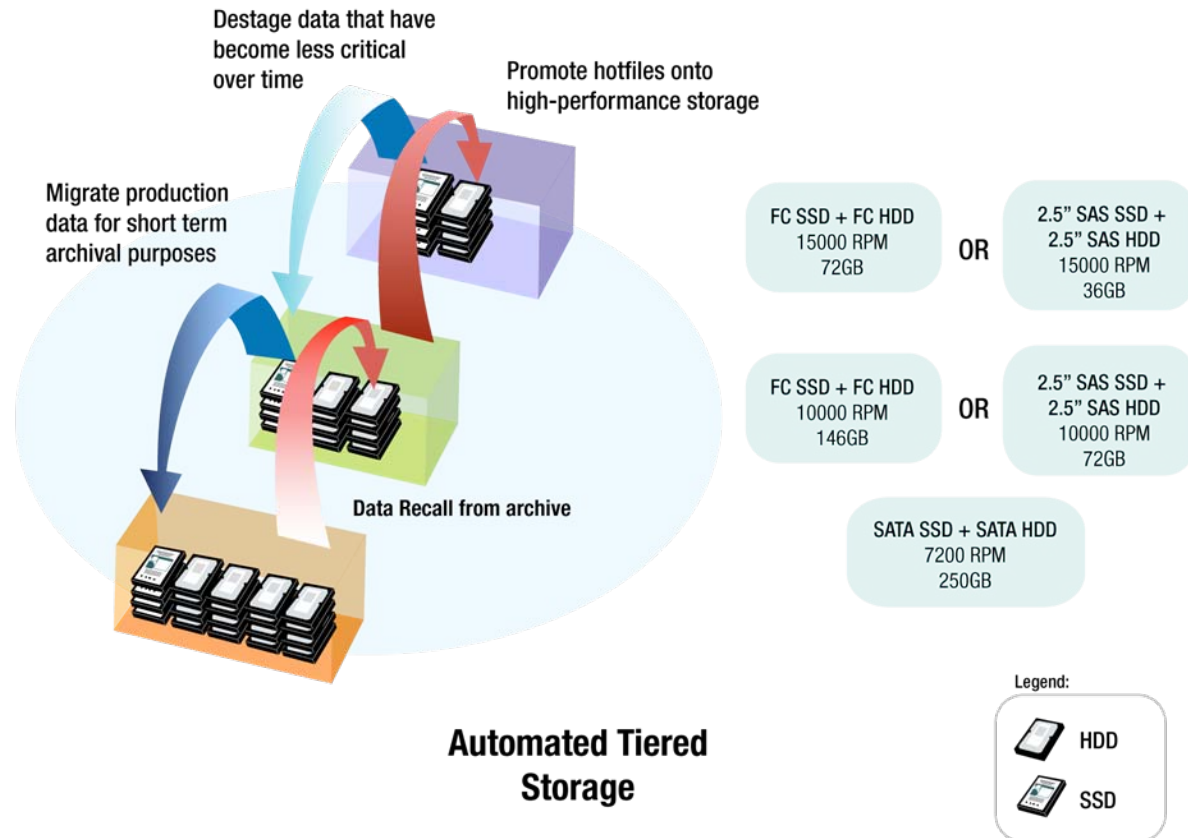 Destage data that have
become less critical
over time
Promote hotfiles onto
high-performance storage
Migrate production
data for short term
archival purposes
FC SSD + FC HDD
15000 RPM
72GB
OR
2.5” SAS SSD +
2.5” SAS HDD
15000 RPM
36GB
FC SSD + FC HDD
10000 RPM
146GB
OR
2.5” SAS SSD +
2.5” SAS HDD
10000 RPM
72GB
Data Recall from archive
SATA SSD + SATA HDD
7200 RPM
250GB
Automated Tiered
Storage
Legend:
HDD
SSD